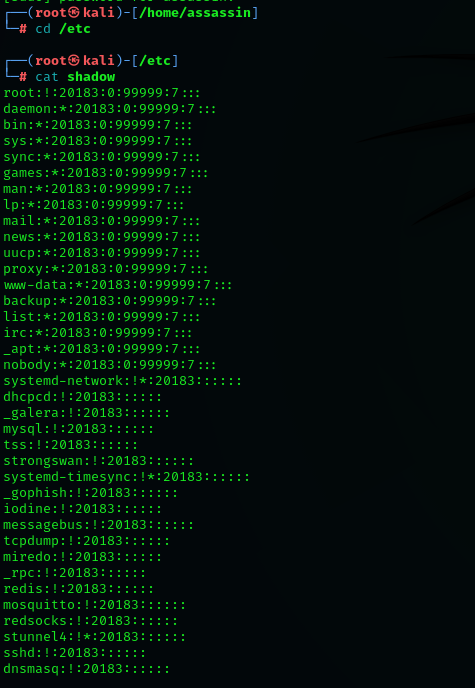 ┌──(root㉿kali)-[/home/assassin]
└─# cd /etc
┌──(root㉿kali)-[/etc]
└─# cat shadow
root:!:20183:0:99999:7:::
daemon:*:20183:0:99999:7:::
bin:*:20183:0:99999:7:::
sys:*:20183:0:99999:7:::
sync:*:20183:0:99999:7:::
games:*:20183:0:99999:7:::
man:*:20183:0:99999:7:::
lp:*:20183:0:99999:7:::
mail:*:20183:0:99999:7:::
news:*:20183:0:99999:7:::
uucp:*:20183:0:99999:7:::
proxy:*:20183:0:99999:7:::
www-data:*:20183:0:99999:7:::
backup:*:20183:0:99999:7:::
list:*:20183:0:99999:7:::
irc:*:20183:0:99999:7:::
_apt:*:20183:0:99999:7:::
nobody:*:20183:0:99999:7:::
systemd-network:!*:20183::::::
dhcpcd:!:20183::::::
_galera:!:20183::::::
mysql:!:20183::::::
tss:!:20183::::::
strongswan:!:20183::::::
systemd-timesync:!*:20183::::::
_gophish:!:20183::::::
iodine:!:20183::::::
messagebus:!:20183::::::
tcpdump:!:20183::::::
miredo:!:20183::::::
_rpc:!:20183::::::
redis:!:20183::::::
mosquitto:!:20183::::::
redsocks:!:20183::::::
stunnel4:!*:20183::::::
sshd:!:20183::::::
dnsmasq:!:20183::::::